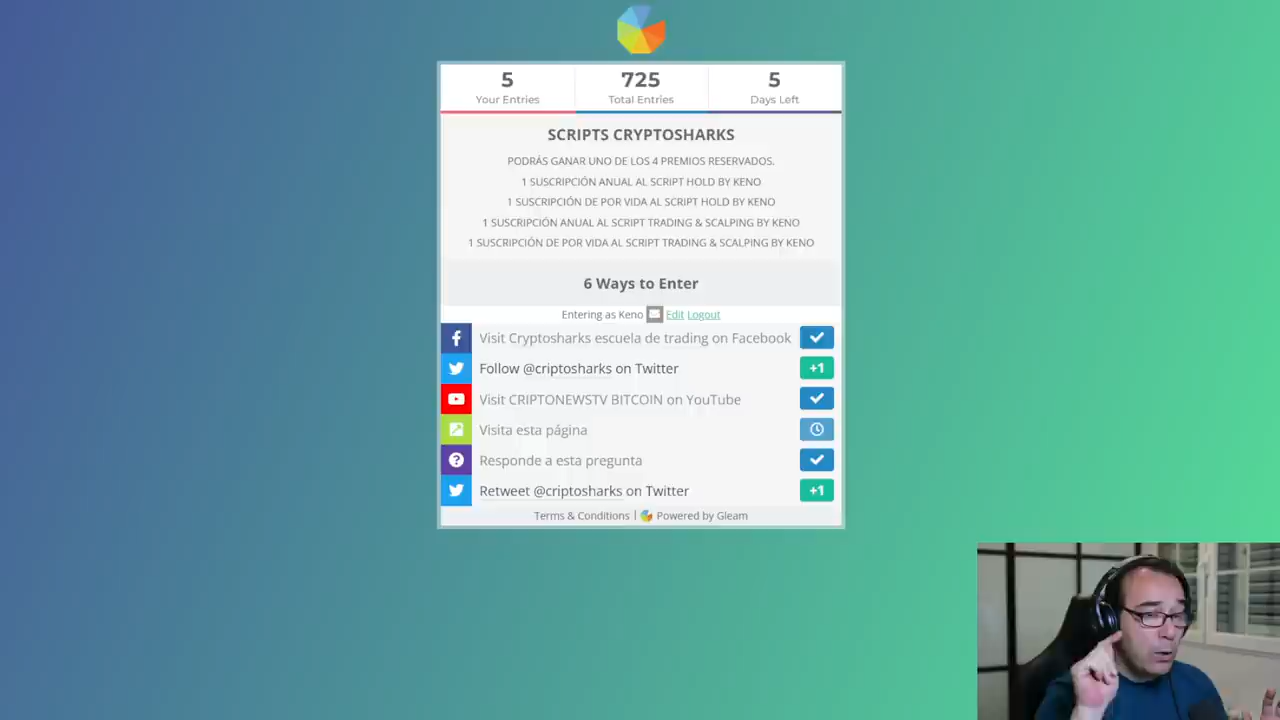 5 725 5
Your Entries Total Entries Days Left
SCRIPTS CRYPTOSHARKS
PODRÁS GANAR UNO DE LOS 4 PREMIOS RESERVADOS.
1 SUSCRIPCIÓN ANUAL AL SCRIPT HOLD BY KENO
1 SUSCRIPCIÓN DE POR VIDA AL SCRIPT HOLD BY KENO
1 SUSCRIPCIÓN ANUAL AL SCRIPT TRADING & SCALPING BY KENO
1 SUSCRIPCIÓN DE POR VIDA AL SCRIPT TRADING & SCALPING BY KENO
6 Ways to Enter
Entering as Keno Edit Logout
Visit Cryptosharks escuela de trading on Facebook
Follow @criptosharks on Twitter +1
Visit CRIPTONEWSTV BITCOIN on YouTube
Visita esta página
Responde a esta pregunta
Retweet @criptosharks on Twitter +1
Terms & Conditions | Powered by Gleam